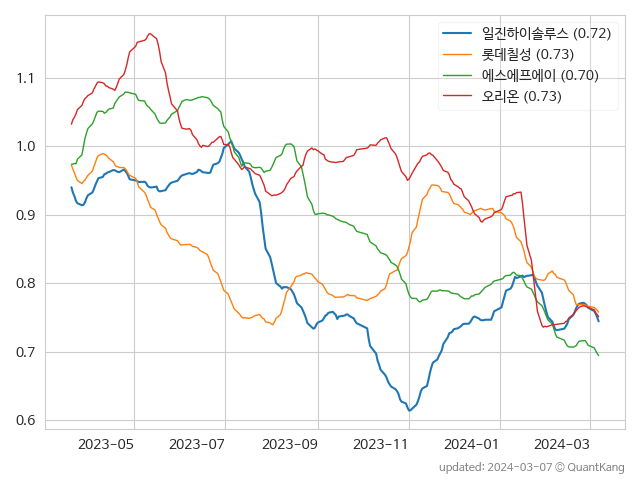 일진하이솔루스 (0.72)
롯데칠성 (0.73)
에스에프에이 (0.70)
오리온 (0.73)
1.1
1.0
0.9
0.8
0.7
0.6
2023-05 2023-07 2023-09 2023-11 2024-01 2024-03
updated: 2024-03-07 © QuantKang